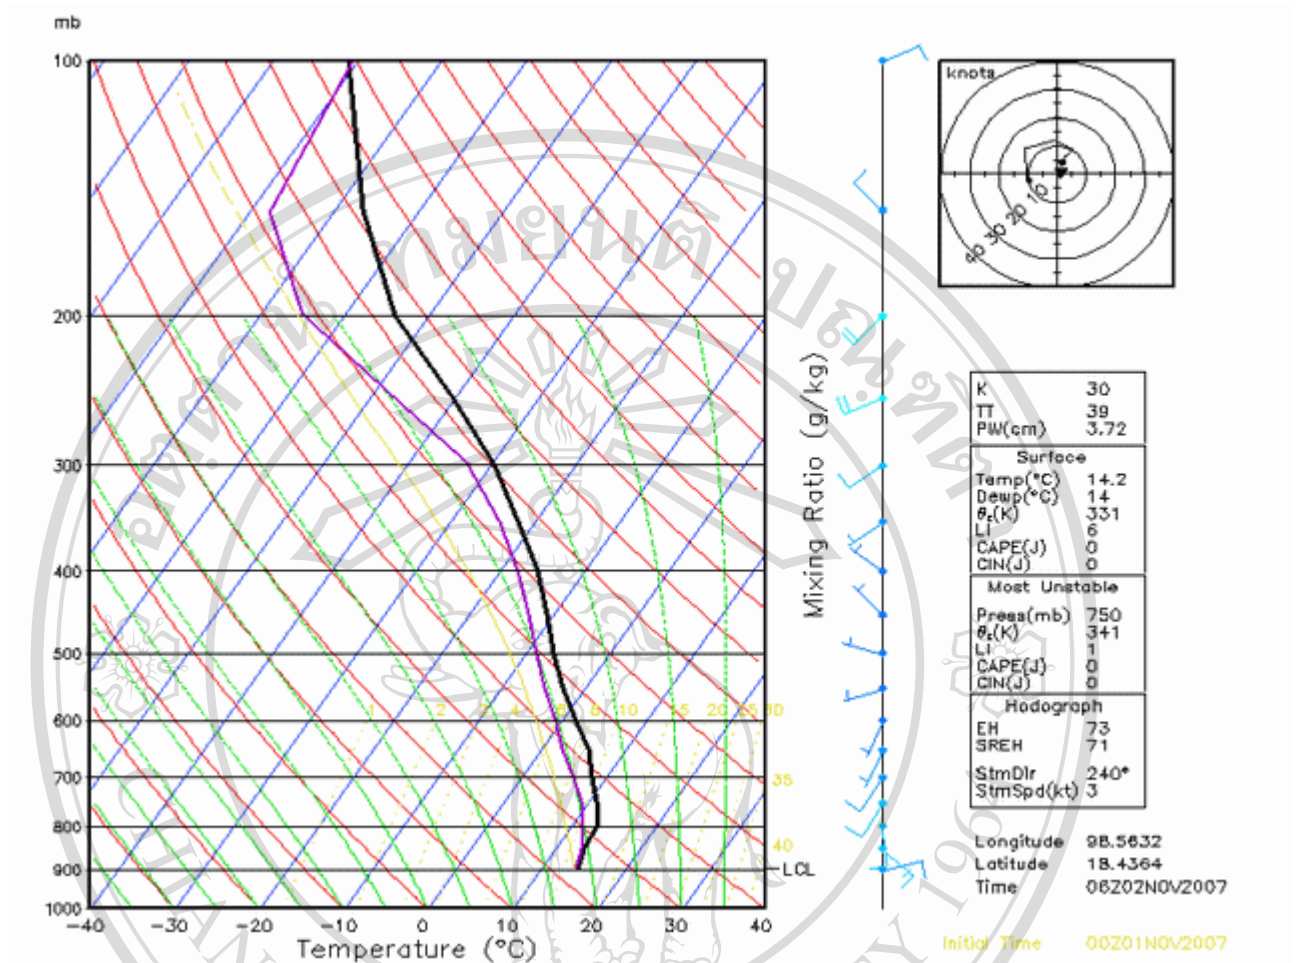 mb
100
200
300
400
500
600
700
800
900
1000
-40 -30 -20 -10 0 10 20 30 40
Temperature (°C)
1 2 3 4 6 8 10 15 20 25 30
35
40
Mixing Ratio (g/kg)
LCL
knots
10 20 30 40
K 30
TT 39
PW(cm) 3.72
Surface
Temp(°C) 14.2
Dewp(°C) 14
θE(K) 331
LI 6
CAPE(J) 0
CIN(J) 0
Most Unstable
Press(mb) 750
θE(K) 341
LI 1
CAPE(J) 0
CIN(J) 0
Hodograph
EH 73
SREH 71
StmDir 240°
StmSpd(kt) 3
Longitude 98.5632
Latitude 18.4364
Time 06Z02NOV2007
Initial Time 00Z01NOV2007